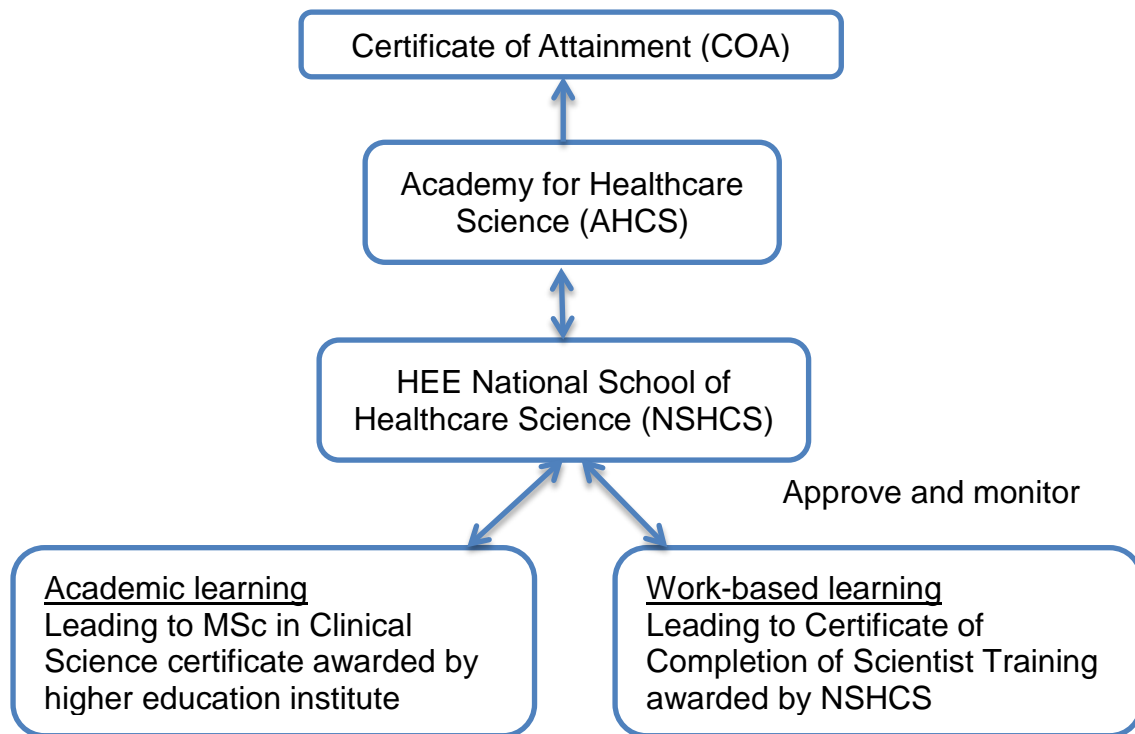 Certificate of Attainment (COA)
Academy for Healthcare
Science (AHCS)
HEE National School of
Healthcare Science (NSHCS)
Approve and monitor
Academic learning
Leading to MSc in Clinical
Science certificate awarded by
higher education institute
Work-based learning
Leading to Certificate of
Completion of Scientist Training
awarded by NSHCS